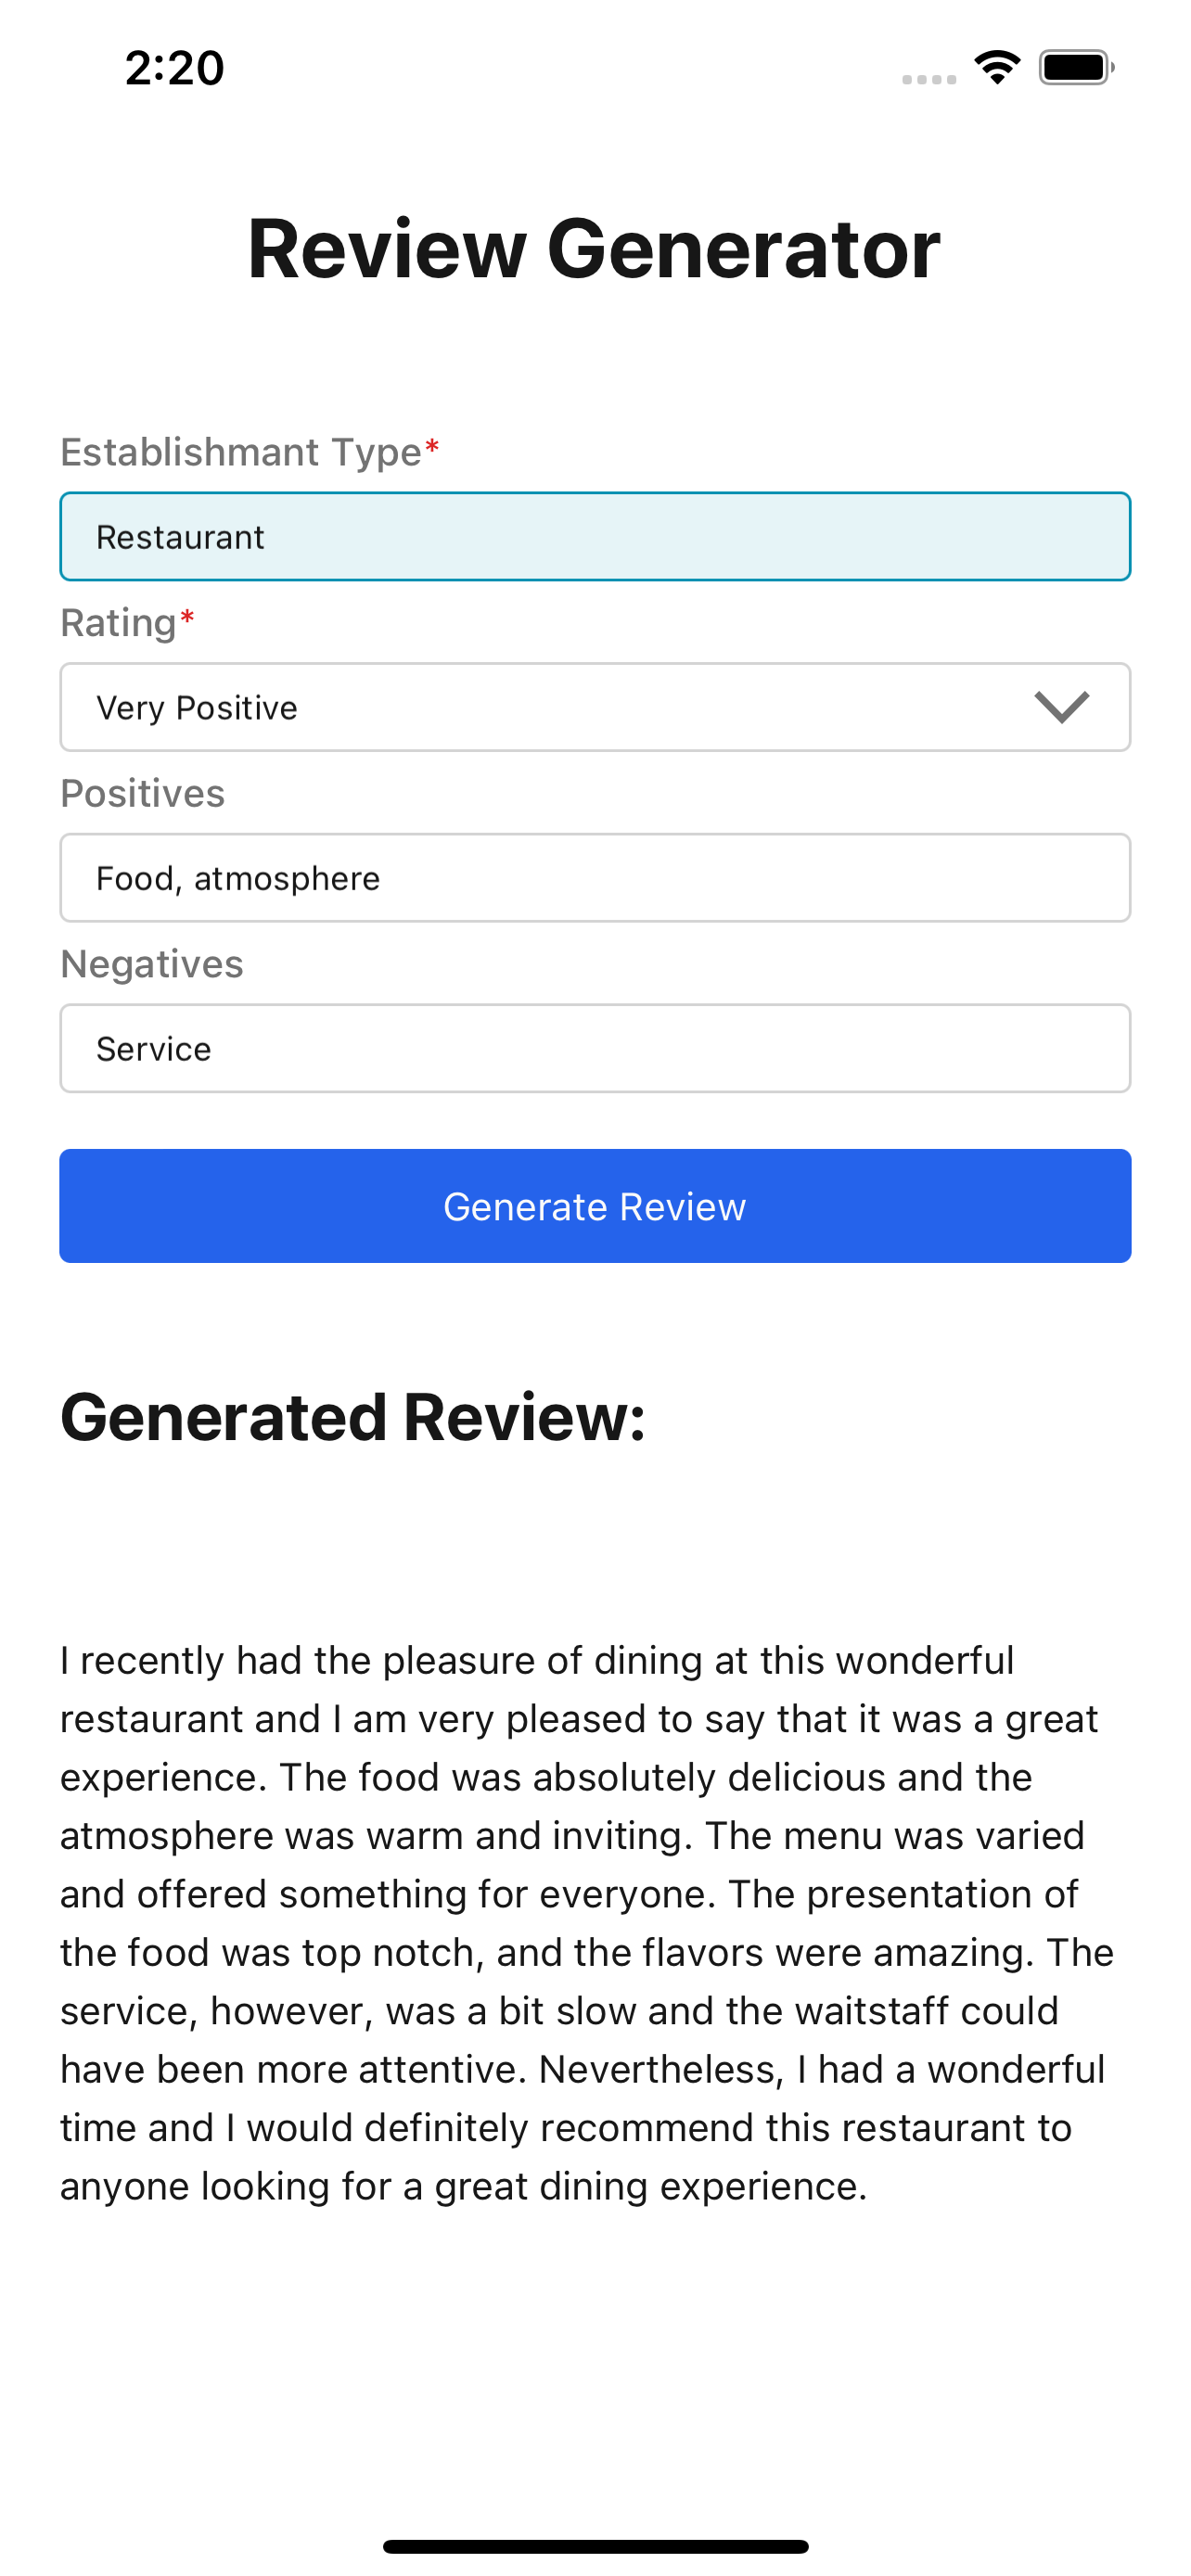 2:20
Review Generator
Establishmant Type*
Restaurant
Rating*
Very Positive
Positives
Food, atmosphere
Negatives
Service
Generate Review
Generated Review:
I recently had the pleasure of dining at this wonderful
restaurant and I am very pleased to say that it was a great
experience. The food was absolutely delicious and the
atmosphere was warm and inviting. The menu was varied
and offered something for everyone. The presentation of
the food was top notch, and the flavors were amazing. The
service, however, was a bit slow and the waitstaff could
have been more attentive. Nevertheless, I had a wonderful
time and I would definitely recommend this restaurant to
anyone looking for a great dining experience.